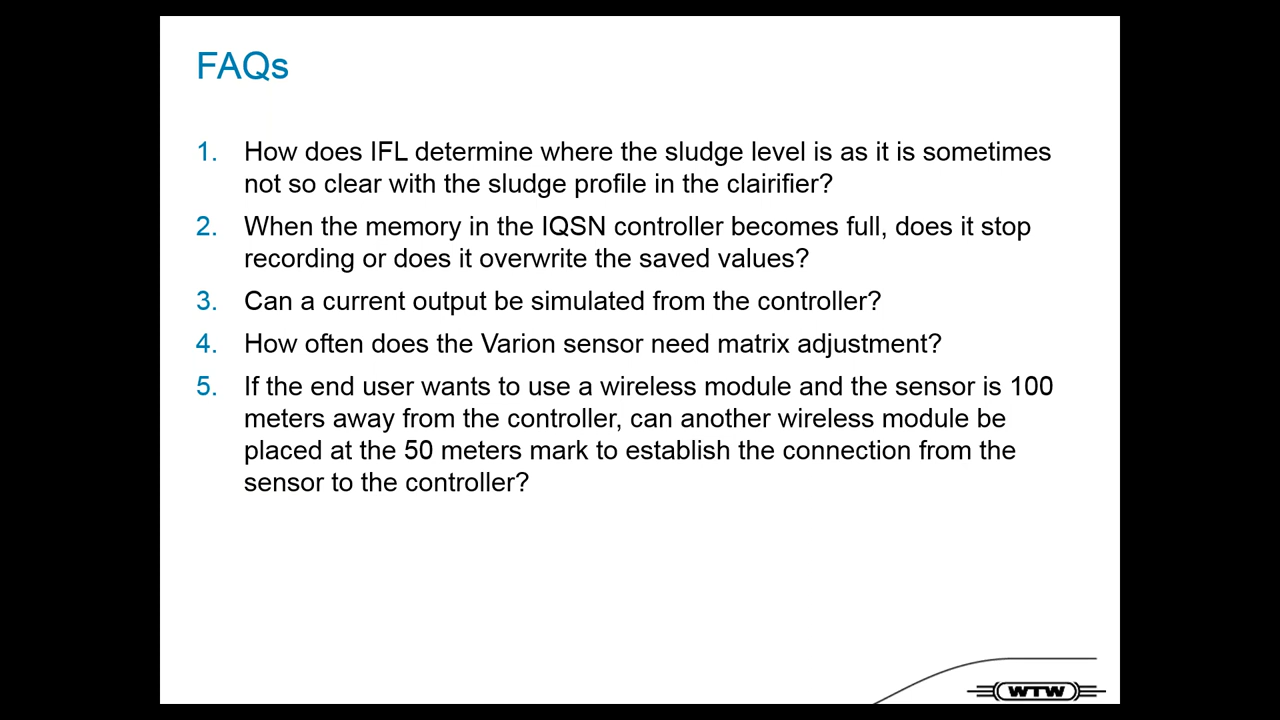 FAQs
1. How does IFL determine where the sludge level is as it is sometimes
not so clear with the sludge profile in the clairifier?
2. When the memory in the IQSN controller becomes full, does it stop
recording or does it overwrite the saved values?
3. Can a current output be simulated from the controller?
4. How often does the Varion sensor need matrix adjustment?
5. If the end user wants to use a wireless module and the sensor is 100
meters away from the controller, can another wireless module be
placed at the 50 meters mark to establish the connection from the
sensor to the controller?
WTW